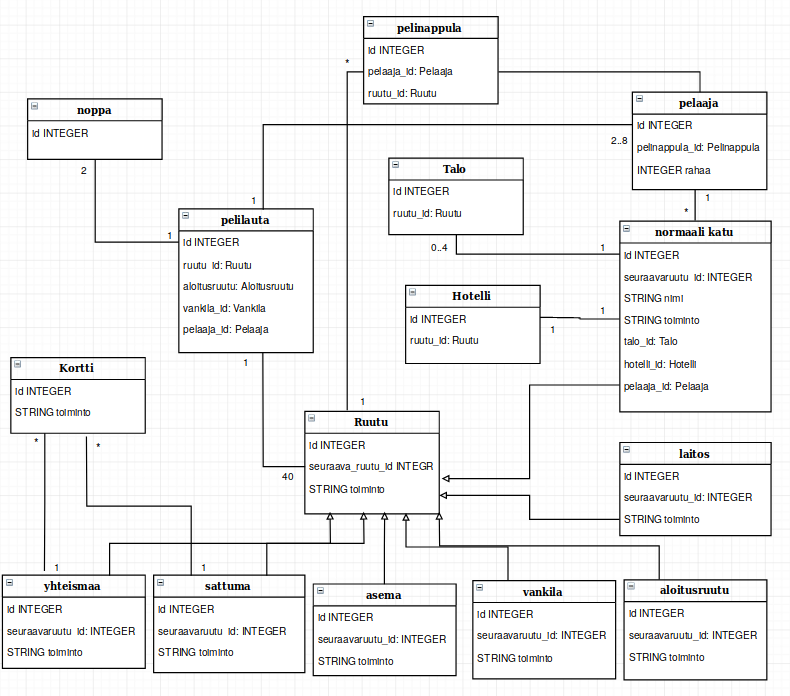 pelinappula
id INTEGER
pelaaja_id: Pelaaja
ruutu_id: Ruutu
*
noppa
id INTEGER
2
pelaaja
id INTEGER
pelinappula_id: Pelinappula
INTEGER rahaa
2..8
1
*
Talo
id INTEGER
ruutu_id: Ruutu
0..4
1
pelilauta
id INTEGER
ruutu_id: Ruutu
aloitusruutu: Aloitusruutu
vankila_id: Vankila
pelaaja_id: Pelaaja
1
1
1
normaali katu
id INTEGER
seuraavaruutu_id: INTEGER
STRING nimi
STRING toiminto
talo_id: Talo
hotelli_id: Hotelli
pelaaja_id: Pelaaja
Hotelli
id INTEGER
ruutu_id: Ruutu
1
1
Kortti
id INTEGER
STRING toiminto
*
*
1
Ruutu
id INTEGER
seuraava_ruutu_id INTEGR
STRING toiminto
40
laitos
id INTEGER
seuraavaruutu_id: INTEGER
STRING toiminto
1
yhteismaa
id INTEGER
seuraavaruutu_id: INTEGER
STRING toiminto
1
sattuma
id INTEGER
seuraavaruutu_id: INTEGER
STRING toiminto
asema
id INTEGER
seuraavaruutu_id: INTEGER
STRING toiminto
vankila
id INTEGER
seuraavaruutu_id: INTEGER
STRING toiminto
aloitusruutu
id INTEGER
seuraavaruutu_id: INTEGER
STRING toiminto